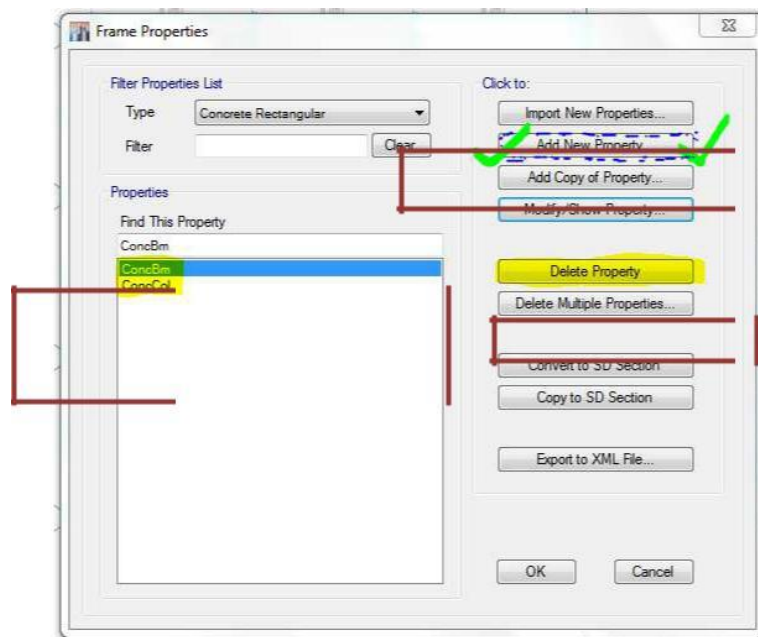 Frame Properties
Filter Properties List
Type
Concrete Rectangular
Filter
Clear
Properties
Find This Property
ConcBm
ConcBm
ConcCol
Click to:
Import New Properties...
Add New Property...
Add Copy of Property...
Modify/Show Property...
Delete Property
Delete Multiple Properties...
Convert to SD Section
Copy to SD Section
Export to XML File...
OK
Cancel